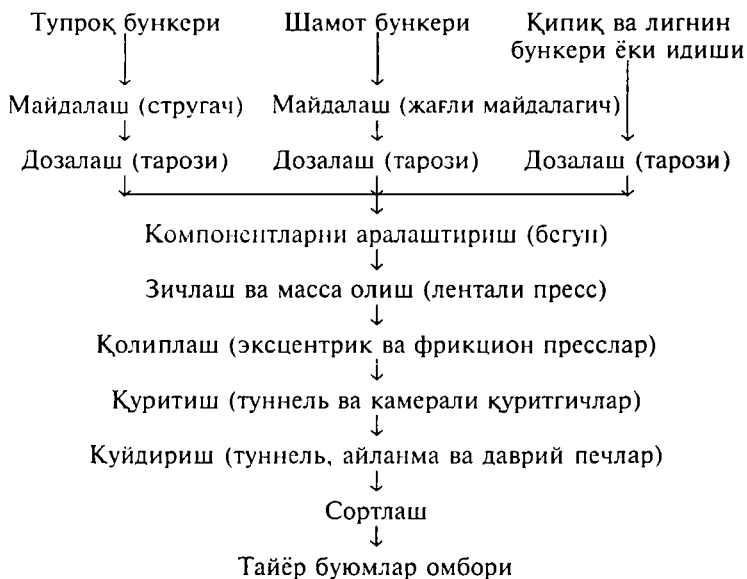 Тупроқ бункери Шамот бункери Қипиқ ва лигнин
бункери ёки идиши
Майдалаш (стругач) Майдалаш (жағли майдалагич)
Дозалаш (тарози) Дозалаш (тарози) Дозалаш (тарози)
Компонентларни аралаштириш (бегун)
Зичлаш ва масса олиш (лентали пресс)
Қолиплаш (эксцентрик ва фрикцион пресслар)
Қуритиш (туннель ва камерали қуритгичлар)
Куйдириш (туннель, айланма ва даврий печлар)
Сортлаш
Тайёр буюмлар омбори